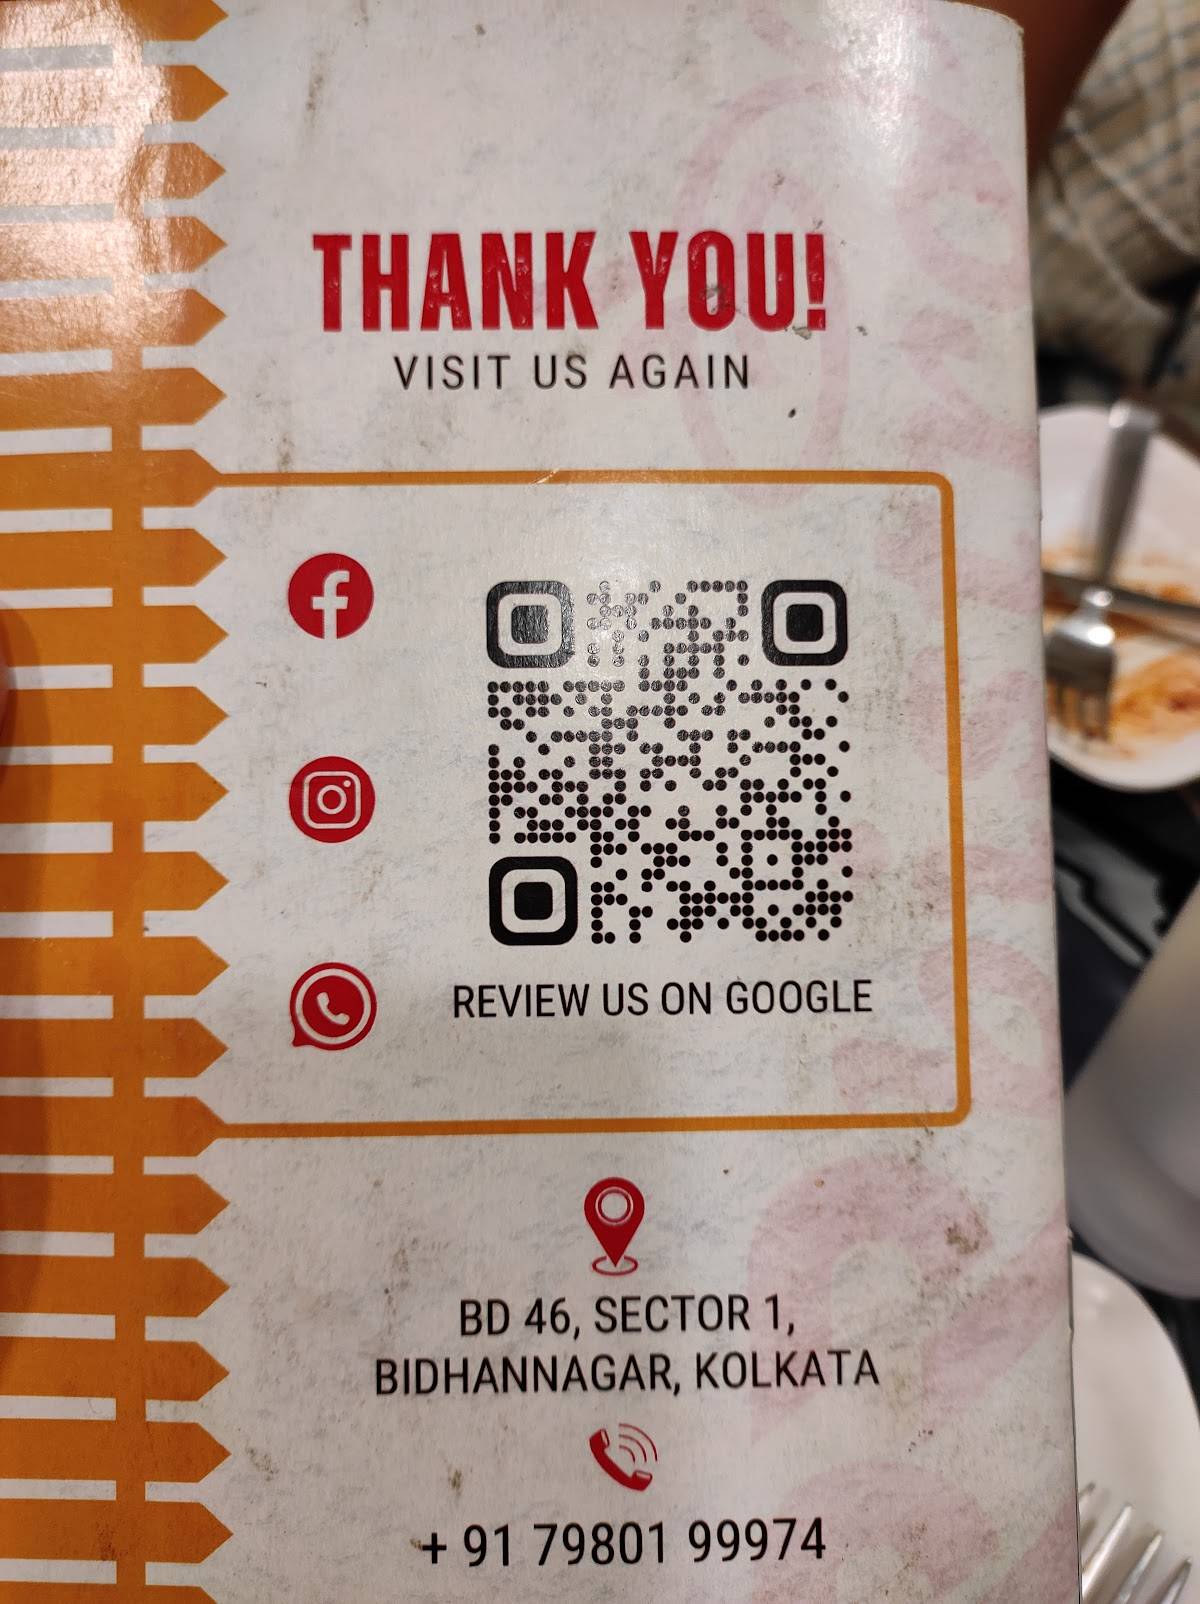 THANK YOU!
VISIT US AGAIN
REVIEW US ON GOOGLE
BD 46, SECTOR 1,
BIDHANNAGAR, KOLKATA
+ 91 79801 99974